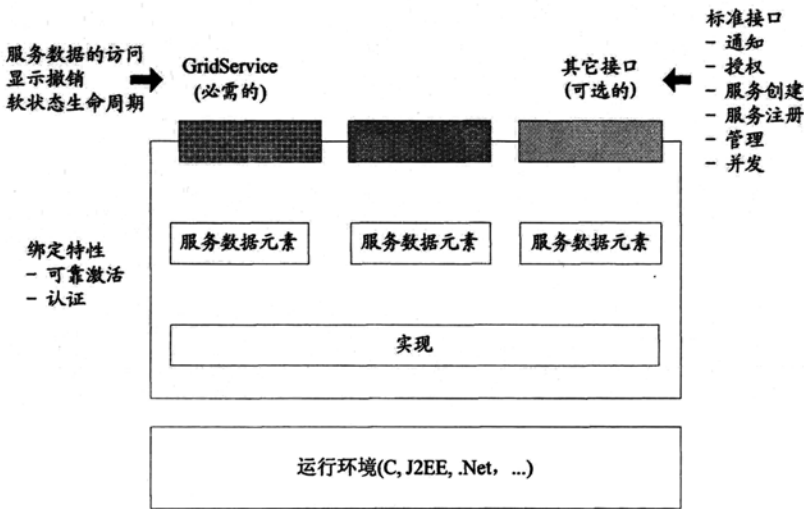 服务数据的访问
显示撤销
软状态生命周期
GridService
(必需的)
其它接口
(可选的)
标准接口
- 通知
- 授权
- 服务创建
- 服务注册
- 管理
- 并发
绑定特性
- 可靠激活
- 认证
服务数据元素
服务数据元素
服务数据元素
实现
运行环境(C, J2EE, .Net，...)